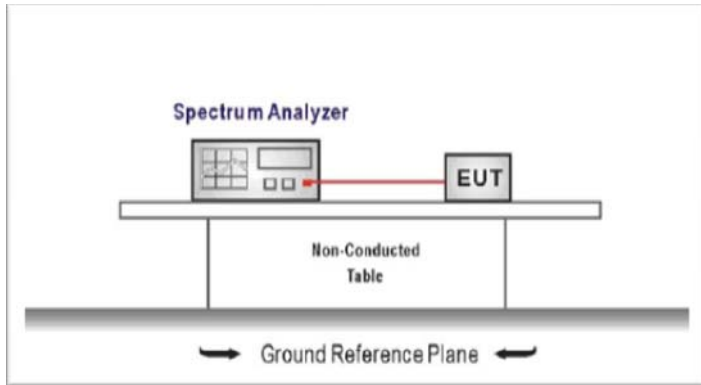 Spectrum Analyzer
EUT
Non-Conducted
Table
Ground Reference Plane